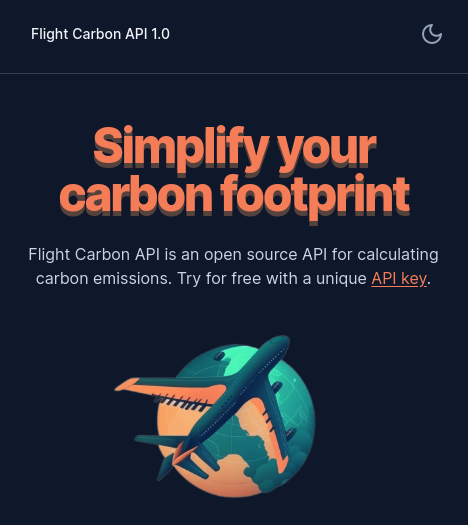 Flight Carbon API 1.0
Simplify your
carbon footprint
Flight Carbon API is an open source API for calculating
carbon emissions. Try for free with a unique API key.